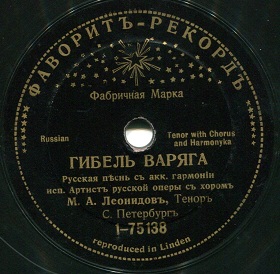 ФАВОРИТЪ-РЕКОРДЪ
Фабричная Марка
Russian
Tenor with Chorus
and Harmonyka
ГИБЕЛЬ ВАРЯГА
Русская пѣснь съ акк. гармоніи
исп. Артистъ русской оперы съ хоромъ
М. А. Леонидовъ, Теноръ
С. Петербургъ
1-75138
reproduced in Linden